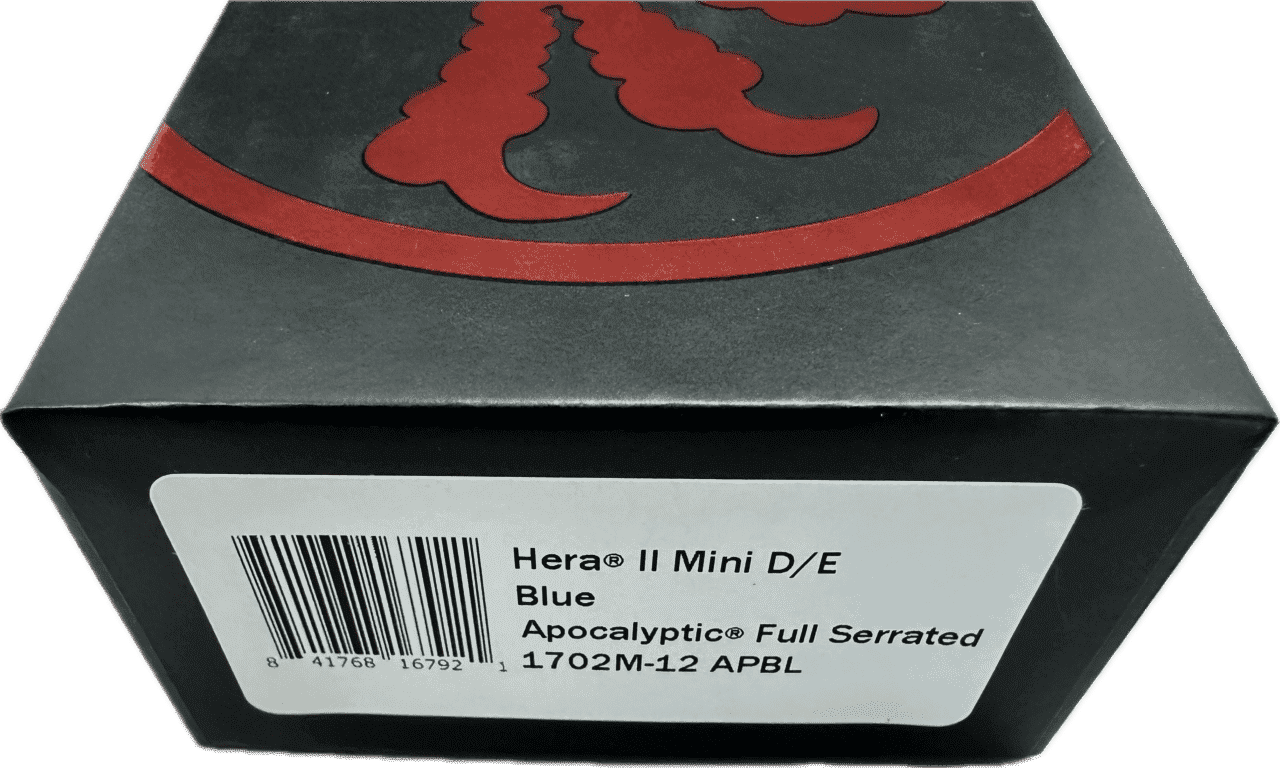 Hera® II Mini D/E
Blue
Apocalyptic® Full Serrated
1702M-12 APBL
8 41768 16792 1